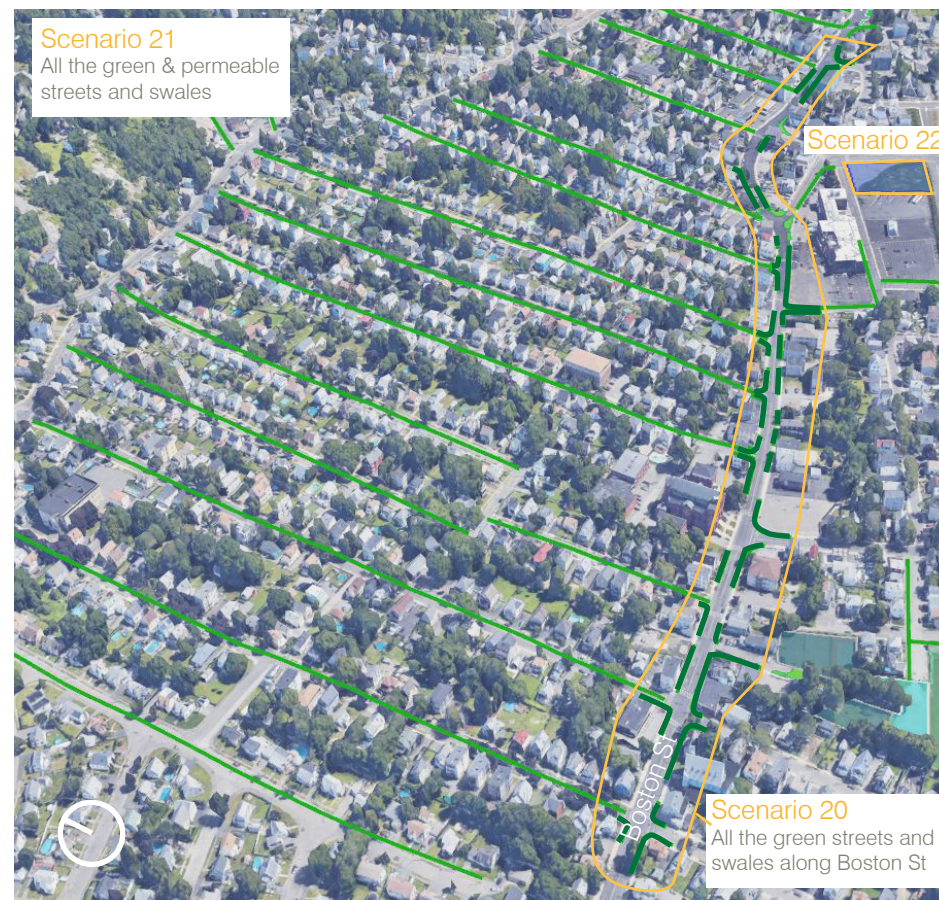 Scenario 21
All the green & permeable
streets and swales
Scenario 22
Boston St
Scenario 20
All the green streets and
swales along Boston St